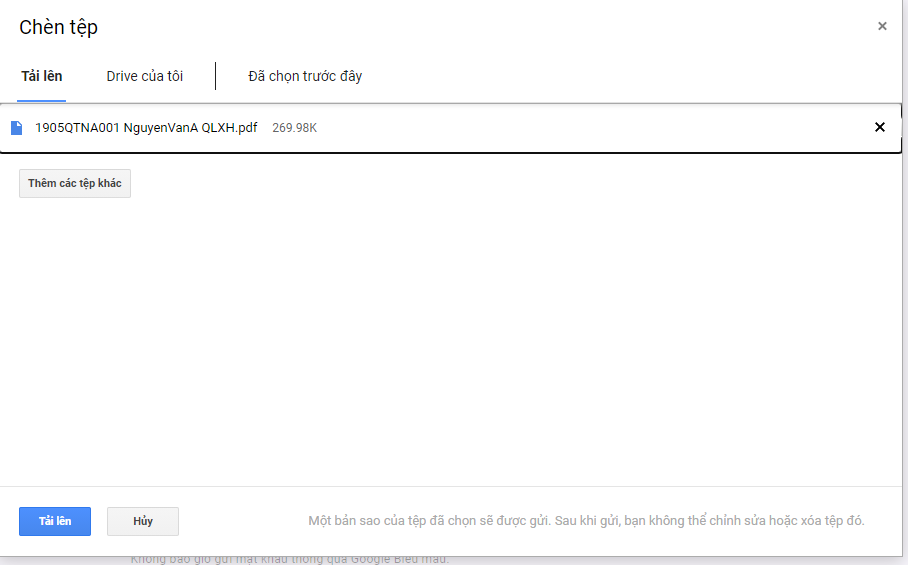 Chèn tệp
Tải lên Drive của tôi Đã chọn trước đây
1905QTNA001 NguyenVanA QLXH.pdf 269.98K
Thêm các tệp khác
Tải lên Hủy Một bản sao của tệp đã chọn sẽ được gửi. Sau khi gửi, bạn không thể chỉnh sửa hoặc xóa tệp đó.
Không bao giờ gửi mật khẩu thông qua Google Biểu mẫu.